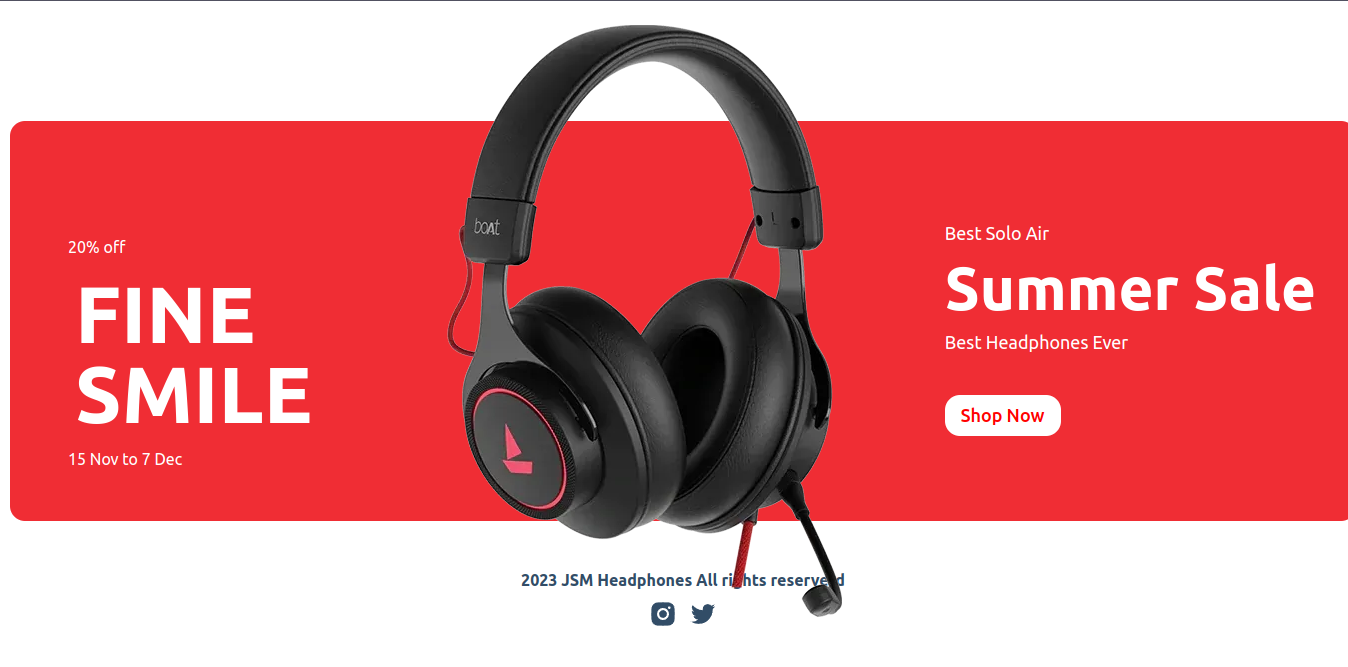 20% off
FINE
SMILE
15 Nov to 7 Dec
boAt
L
Best Solo Air
Summer Sale
Best Headphones Ever
Shop Now
2023 JSM Headphones All rights reserverd